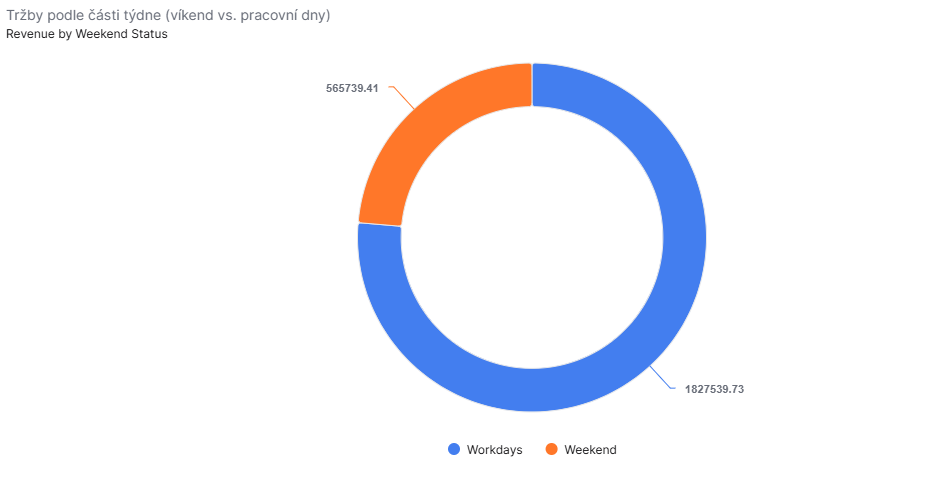 Tržby podle části týdne (víkend vs. pracovní dny)
Revenue by Weekend Status
565739.41
1827539.73
Workdays
Weekend